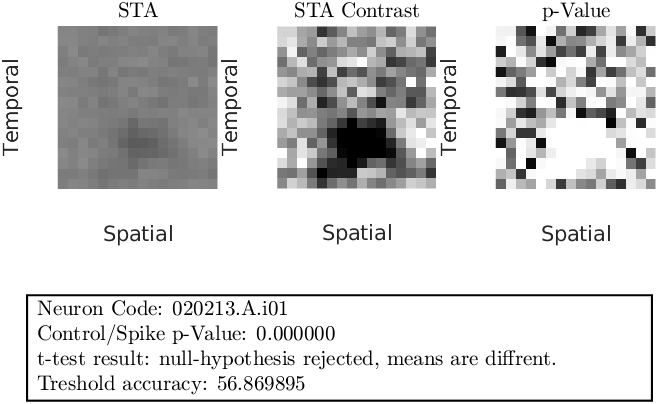 STA
STA Contrast
p-Value
Temporal
Temporal
Temporal
Spatial
Spatial
Spatial
Neuron Code: 020213.A.i01
Control/Spike p-Value: 0.000000
t-test result: null-hypothesis rejected, means are diffrent.
Treshold accuracy: 56.869895